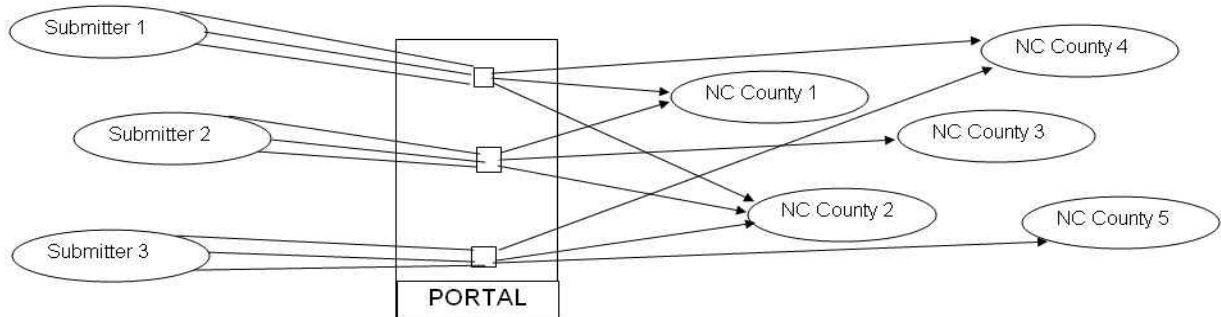 Submitter 1
NC County 4
NC County 1
Submitter 2
NC County 3
NC County 2
NC County 5
Submitter 3
PORTAL